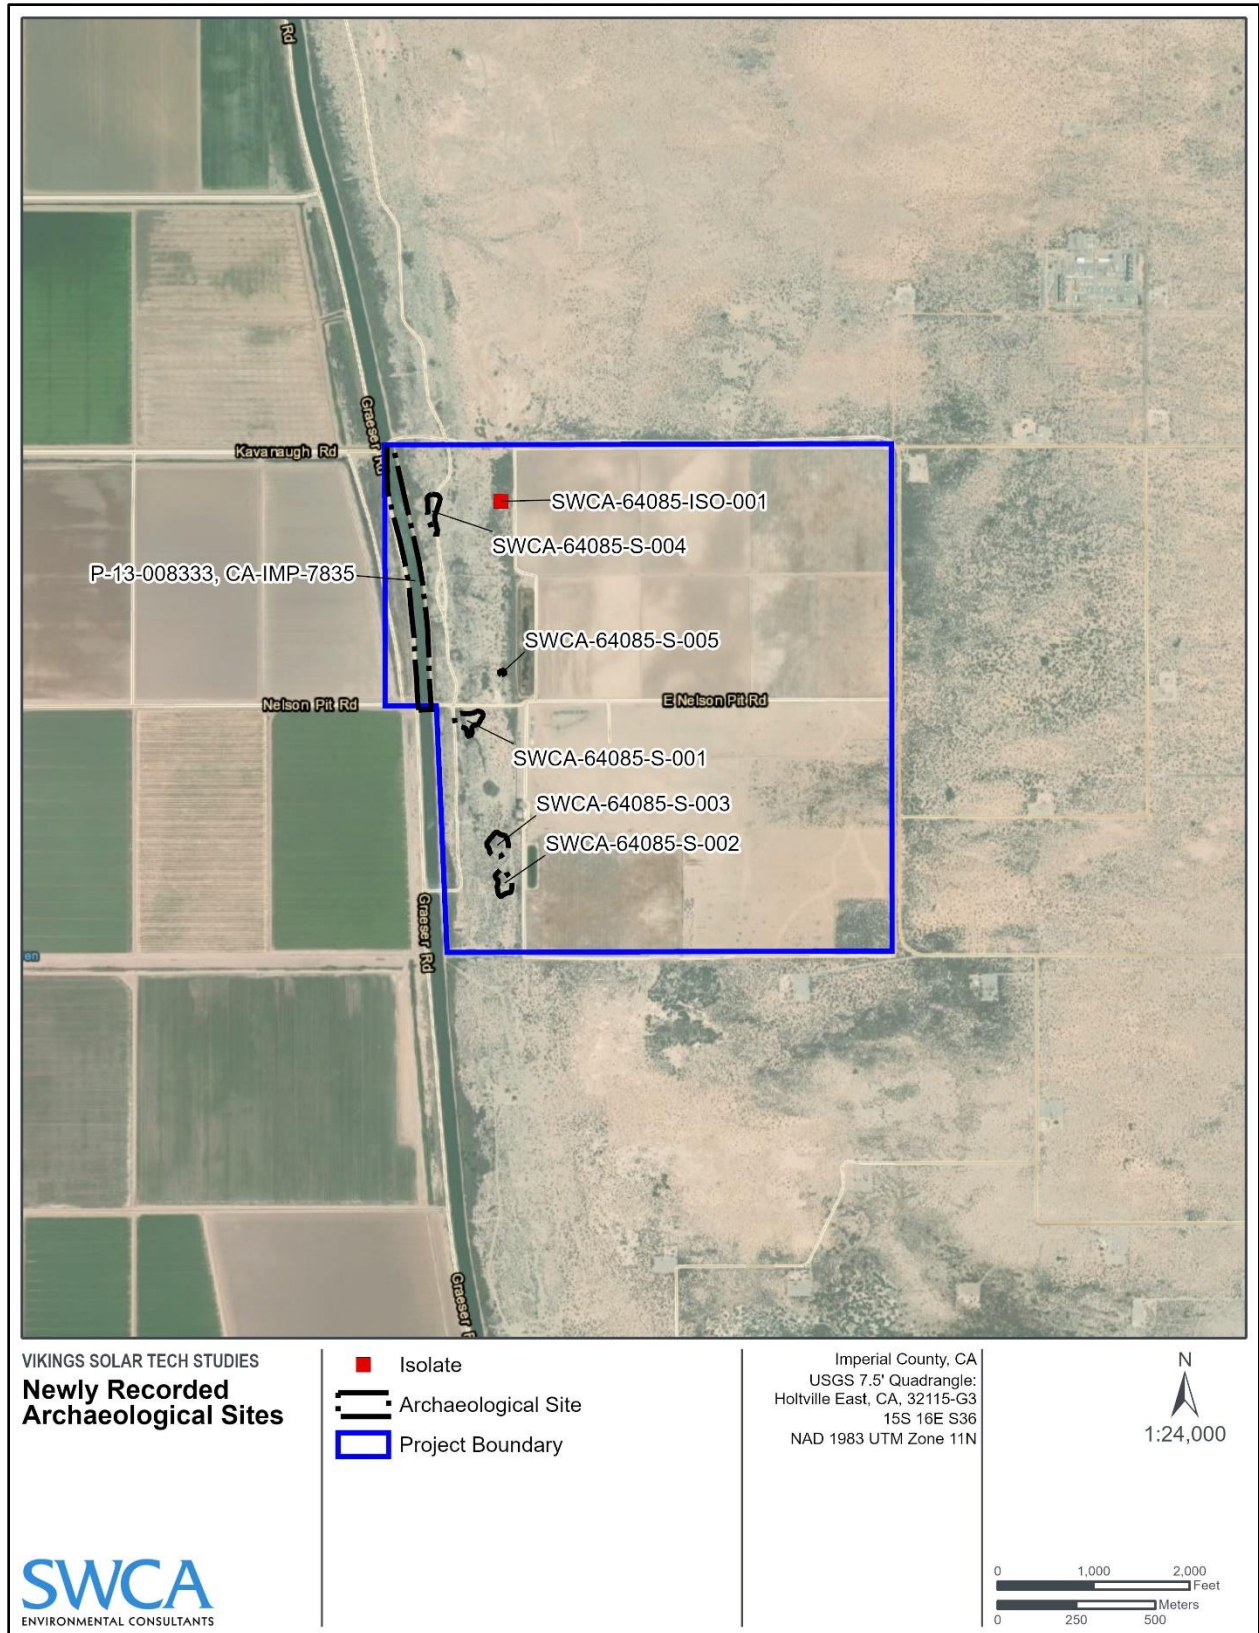 Rd
Graeser Rd
Kavanaugh Rd
SWCA-64085-ISO-001
SWCA-64085-S-004
P-13-008333, CA-IMP-7835
SWCA-64085-S-005
Nelson Pit Rd
E Nelson Pit Rd
SWCA-64085-S-001
SWCA-64085-S-003
SWCA-64085-S-002
Graeser Rd
en
Graeser R
VIKINGS SOLAR TECH STUDIES
Newly Recorded
Archaeological Sites
SWCA
ENVIRONMENTAL CONSULTANTS
Isolate
Archaeological Site
Project Boundary
Imperial County, CA
USGS 7.5' Quadrangle:
Holtville East, CA, 32115-G3
15S 16E S36
NAD 1983 UTM Zone 11N
N
1:24,000
0 1,000 2,000
Feet
Meters
0 250 500